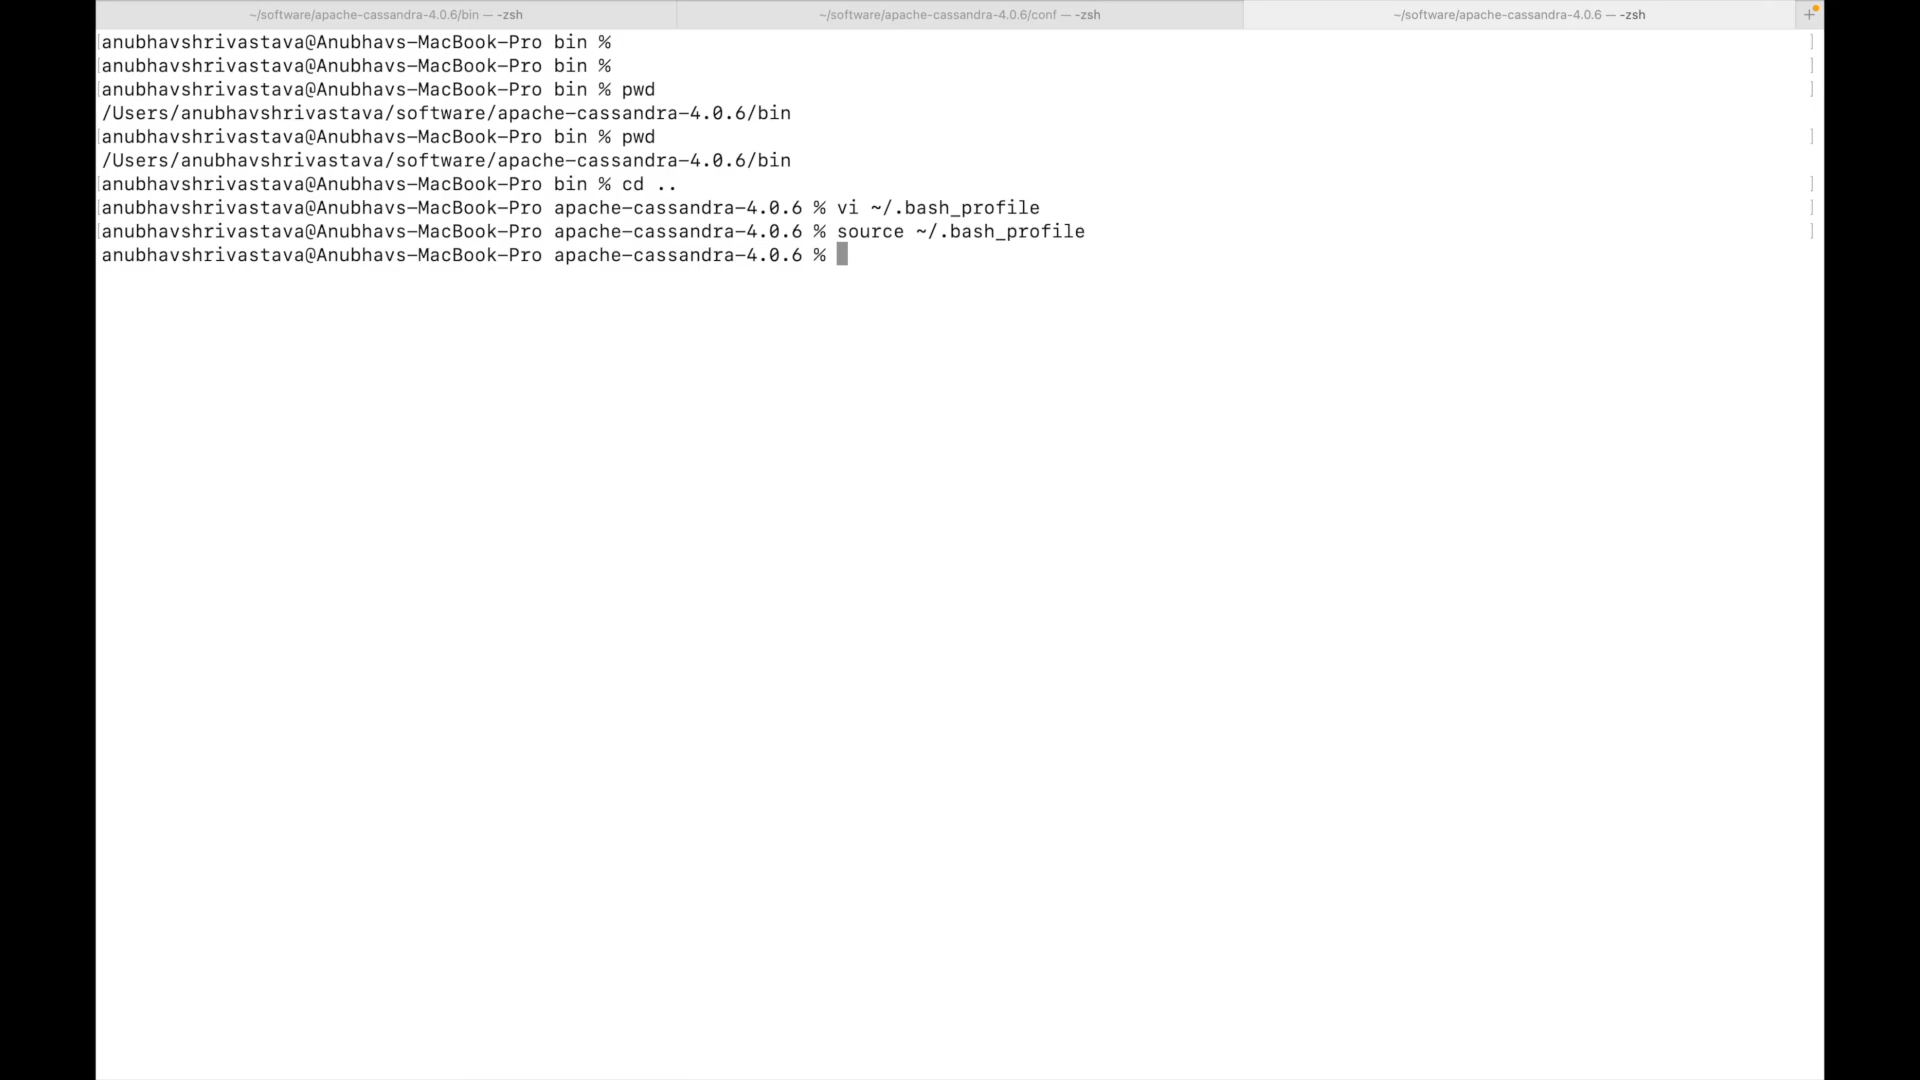 ~/software/apache-cassandra-4.0.6/bin — -zsh
~/software/apache-cassandra-4.0.6/conf — -zsh
~/software/apache-cassandra-4.0.6 — -zsh
+
[anubhavshrivastava@Anubhavs-MacBook-Pro bin % ]
[anubhavshrivastava@Anubhavs-MacBook-Pro bin % ]
[anubhavshrivastava@Anubhavs-MacBook-Pro bin % pwd ]
/Users/anubhavshrivastava/software/apache-cassandra-4.0.6/bin
[anubhavshrivastava@Anubhavs-MacBook-Pro bin % pwd ]
/Users/anubhavshrivastava/software/apache-cassandra-4.0.6/bin
[anubhavshrivastava@Anubhavs-MacBook-Pro bin % cd .. ]
[anubhavshrivastava@Anubhavs-MacBook-Pro apache-cassandra-4.0.6 % vi ~/.bash_profile ]
[anubhavshrivastava@Anubhavs-MacBook-Pro apache-cassandra-4.0.6 % source ~/.bash_profile ]
anubhavshrivastava@Anubhavs-MacBook-Pro apache-cassandra-4.0.6 %